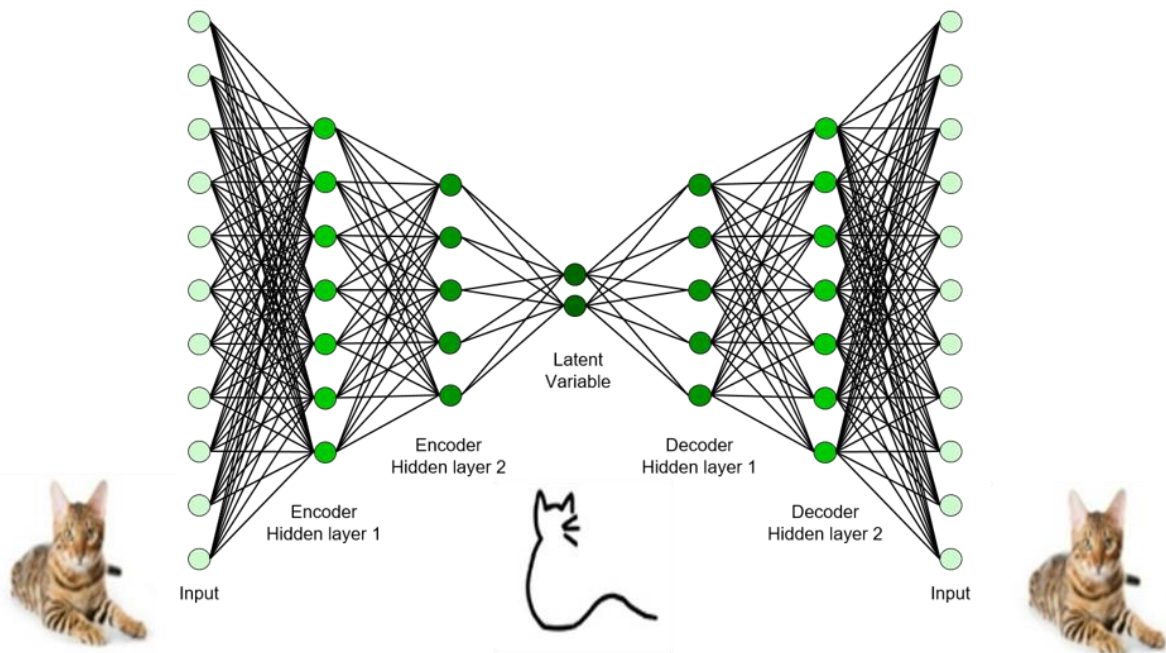 Latent
Variable
Encoder
Hidden layer 2
Decoder
Hidden layer 1
Encoder
Hidden layer 1
Decoder
Hidden layer 2
Input
Input